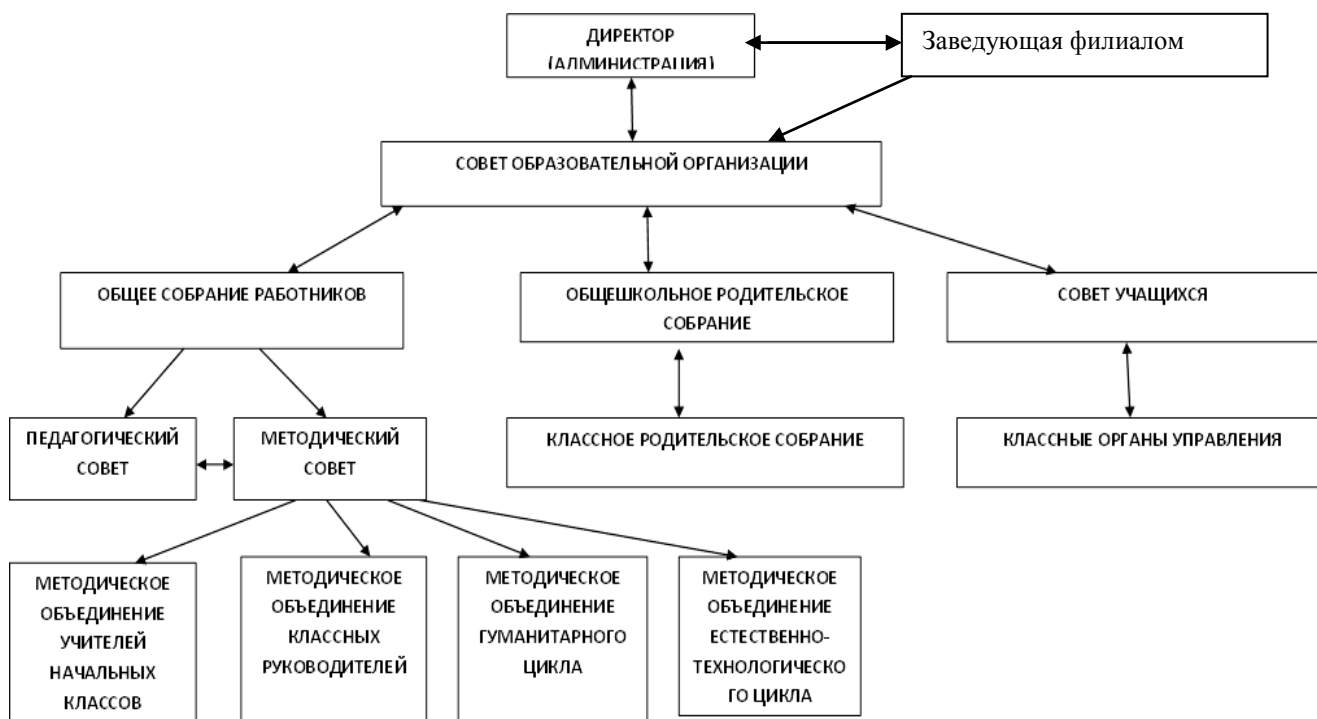 ДИРЕКТОР
(АДМИНИСТРАЦИЯ)
Заведующая филиалом
СОВЕТ ОБРАЗОВАТЕЛЬНОЙ ОРГАНИЗАЦИИ
ОБЩЕЕ СОБРАНИЕ РАБОТНИКОВ
ОБЩЕШКОЛЬНОЕ РОДИТЕЛЬСКОЕ
СОБРАНИЕ
СОВЕТ УЧАЩИХСЯ
ПЕДАГОГИЧЕСКИЙ
СОВЕТ
МЕТОДИЧЕСКИЙ
СОВЕТ
КЛАССНОЕ РОДИТЕЛЬСКОЕ СОБРАНИЕ
КЛАССНЫЕ ОРГАНЫ УПРАВЛЕНИЯ
МЕТОДИЧЕСКОЕ
ОБЪЕДИНЕНИЕ
УЧИТЕЛЕЙ
НАЧАЛЬНЫХ
КЛАССОВ
МЕТОДИЧЕСКОЕ
ОБЪЕДИНЕНИЕ
КЛАССНЫХ
РУКОВОДИТЕЛЕЙ
МЕТОДИЧЕСКОЕ
ОБЪЕДИНЕНИЕ
ГУМАНИТАРНОГО
ЦИКЛА
МЕТОДИЧЕСКОЕ
ОБЪЕДИНЕНИЕ
ЕСТЕСТВЕННО-
ТЕХНОЛОГИЧЕСКО
ГО ЦИКЛА